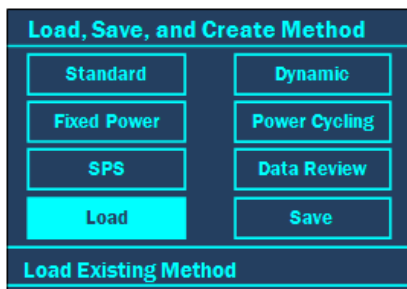 Load, Save, and Create Method
Standard Dynamic
Fixed Power Power Cycling
SPS Data Review
Load Save
Load Existing Method